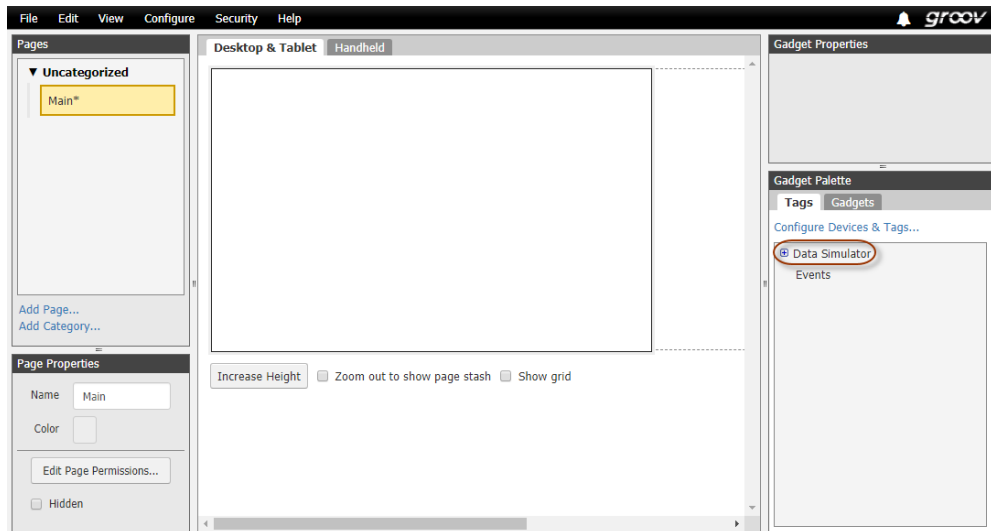 File Edit View Configure Security Help groov
Pages
▼ Uncategorized
Main*
Add Page...
Add Category...
Page Properties
Name Main
Color
Edit Page Permissions...
Hidden
Desktop & Tablet Handheld
Increase Height Zoom out to show page stash Show grid
Gadget Properties
Gadget Palette
Tags Gadgets
Configure Devices & Tags...
Data Simulator
Events